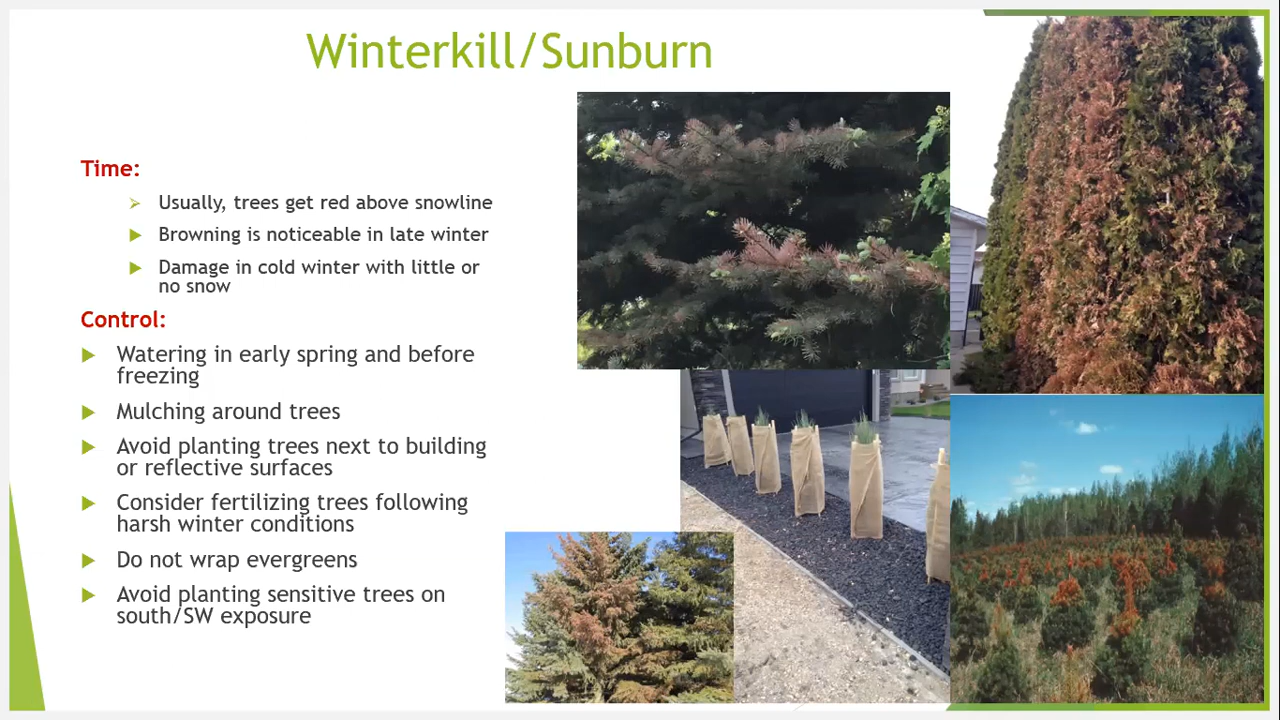 Winterkill/Sunburn
Time:
Usually, trees get red above snowline
Browning is noticeable in late winter
Damage in cold winter with little or
no snow
Control:
Watering in early spring and before
freezing
Mulching around trees
Avoid planting trees next to building
or reflective surfaces
Consider fertilizing trees following
harsh winter conditions
Do not wrap evergreens
Avoid planting sensitive trees on
south/SW exposure